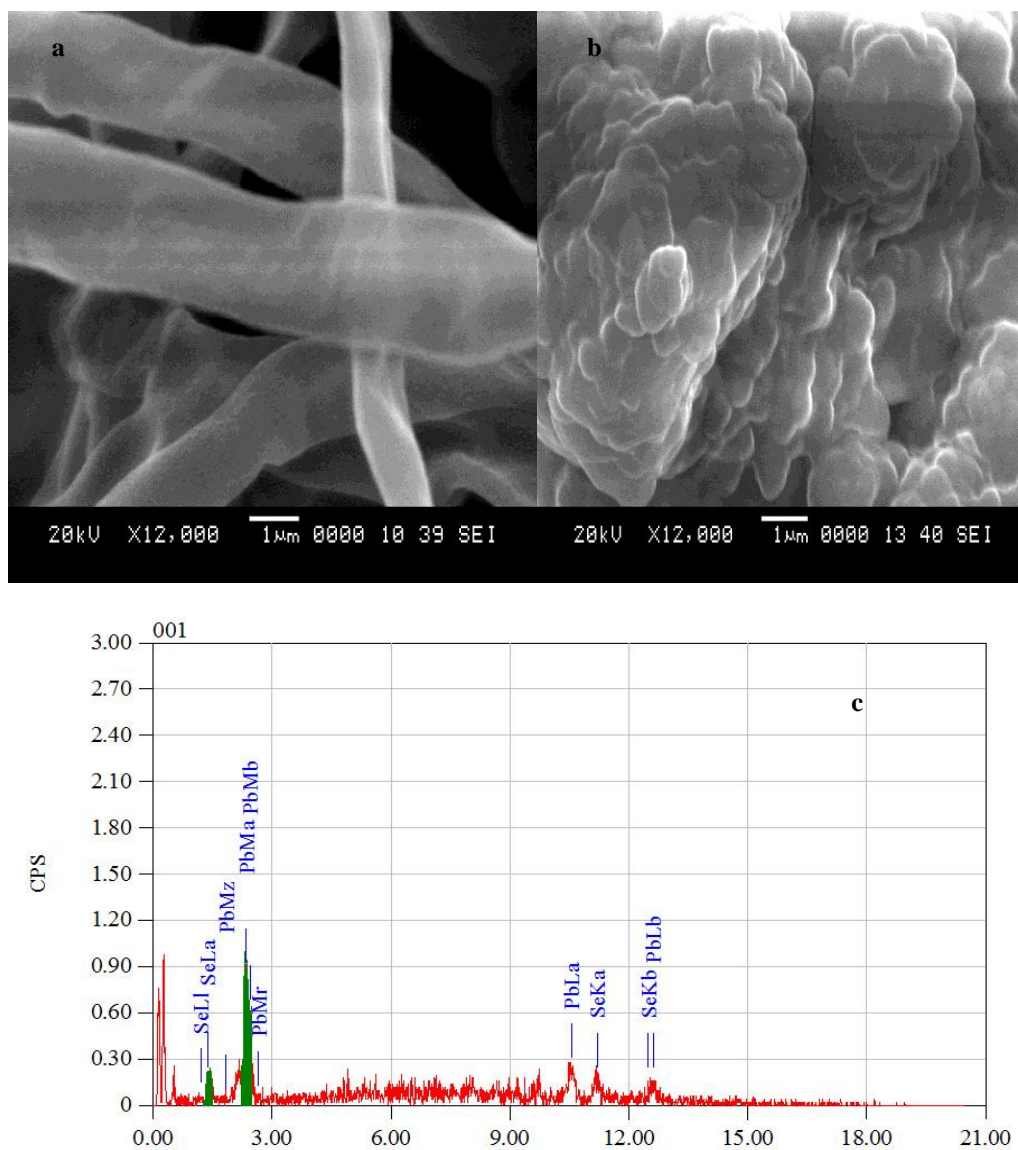 a
b
20kV X12,000 1μm 0000 10 39 SEI
20kV X12,000 1μm 0000 13 40 SEI
001
c
3.00
2.70
2.40
2.10
1.80
1.50
1.20
0.90
0.60
0.30
0
CPS
SeLl
SeLa
PbMz
PbMa
PbMb
PbMr
PbLa
SeKa
SeKb
PbLb
0.00 3.00 6.00 9.00 12.00 15.00 18.00 21.00